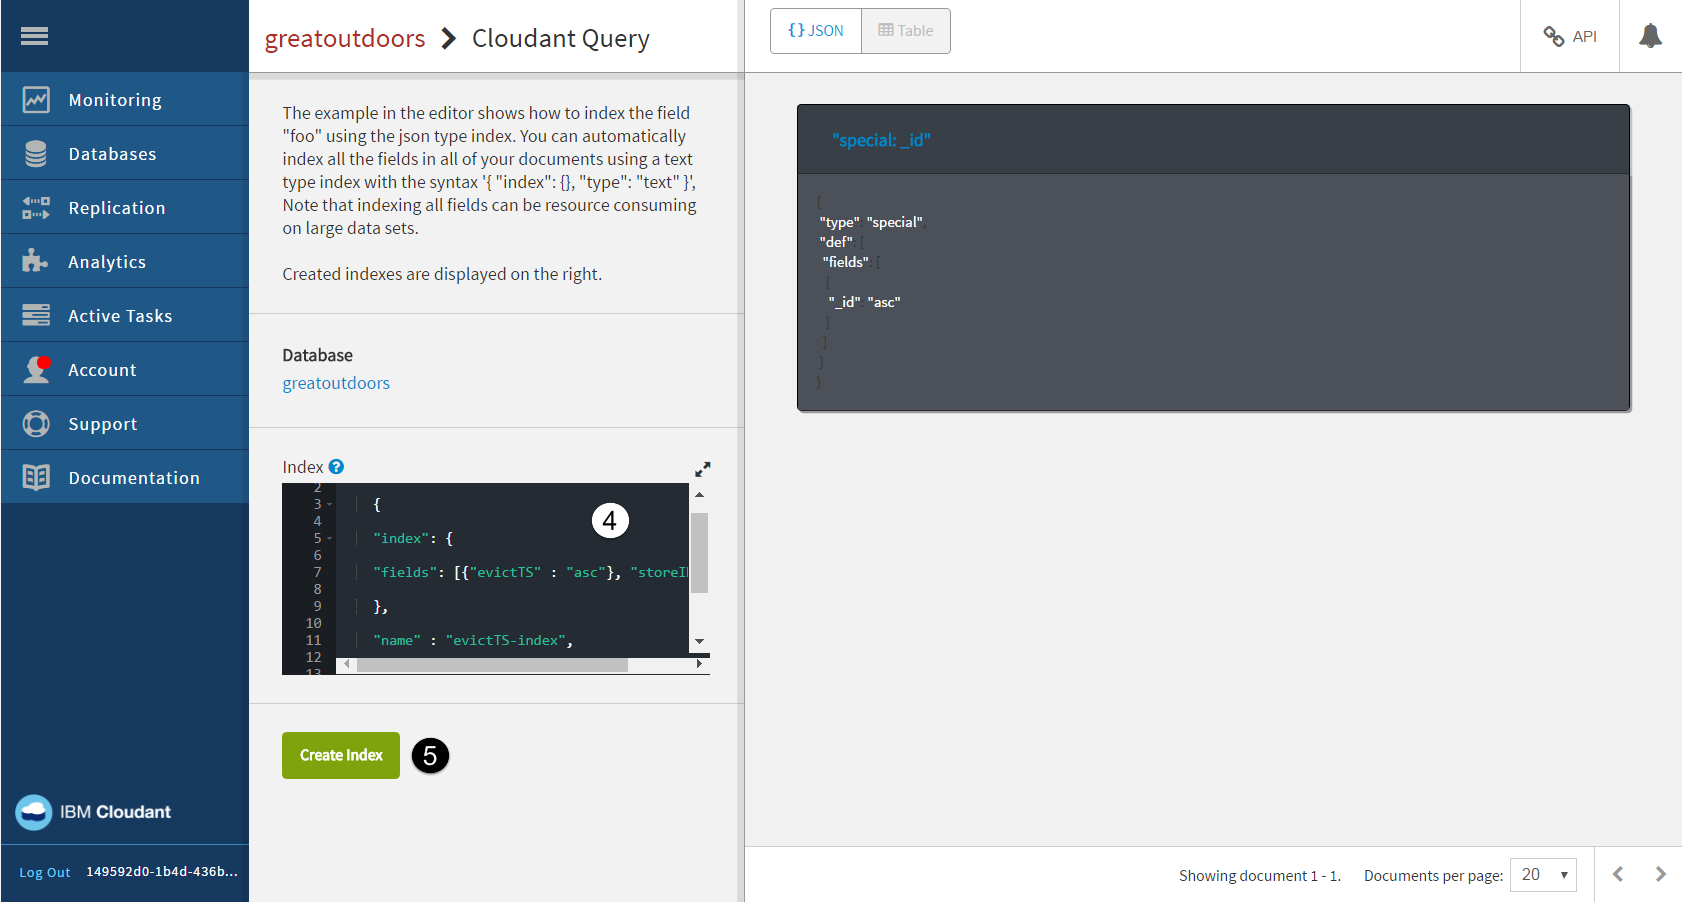 greatoutdoors > Cloudant Query
{ } JSON
Table
API
Monitoring
Databases
Replication
Analytics
Active Tasks
Account
Support
Documentation
IBM Cloudant
Log Out 149592d0-1b4d-436b...
The example in the editor shows how to index the field
"foo" using the json type index. You can automatically
index all the fields in all of your documents using a text
type index with the syntax '{ "index": {}, "type": "text" }',
Note that indexing all fields can be resource consuming
on large data sets.
Created indexes are displayed on the right.
Database
greatoutdoors
Index ?
2
3 {
4
5 "index": {
6
7 "fields": [{"evictTS" : "asc"}, "storeI
8
9 },
10
11 "name" : "evictTS-index",
12
13
4
Create Index
5
"special: _id"
{
"type": "special",
"def": {
"fields": [
{
"_id": "asc"
}
]
}
}
Showing document 1 - 1. Documents per page: 20